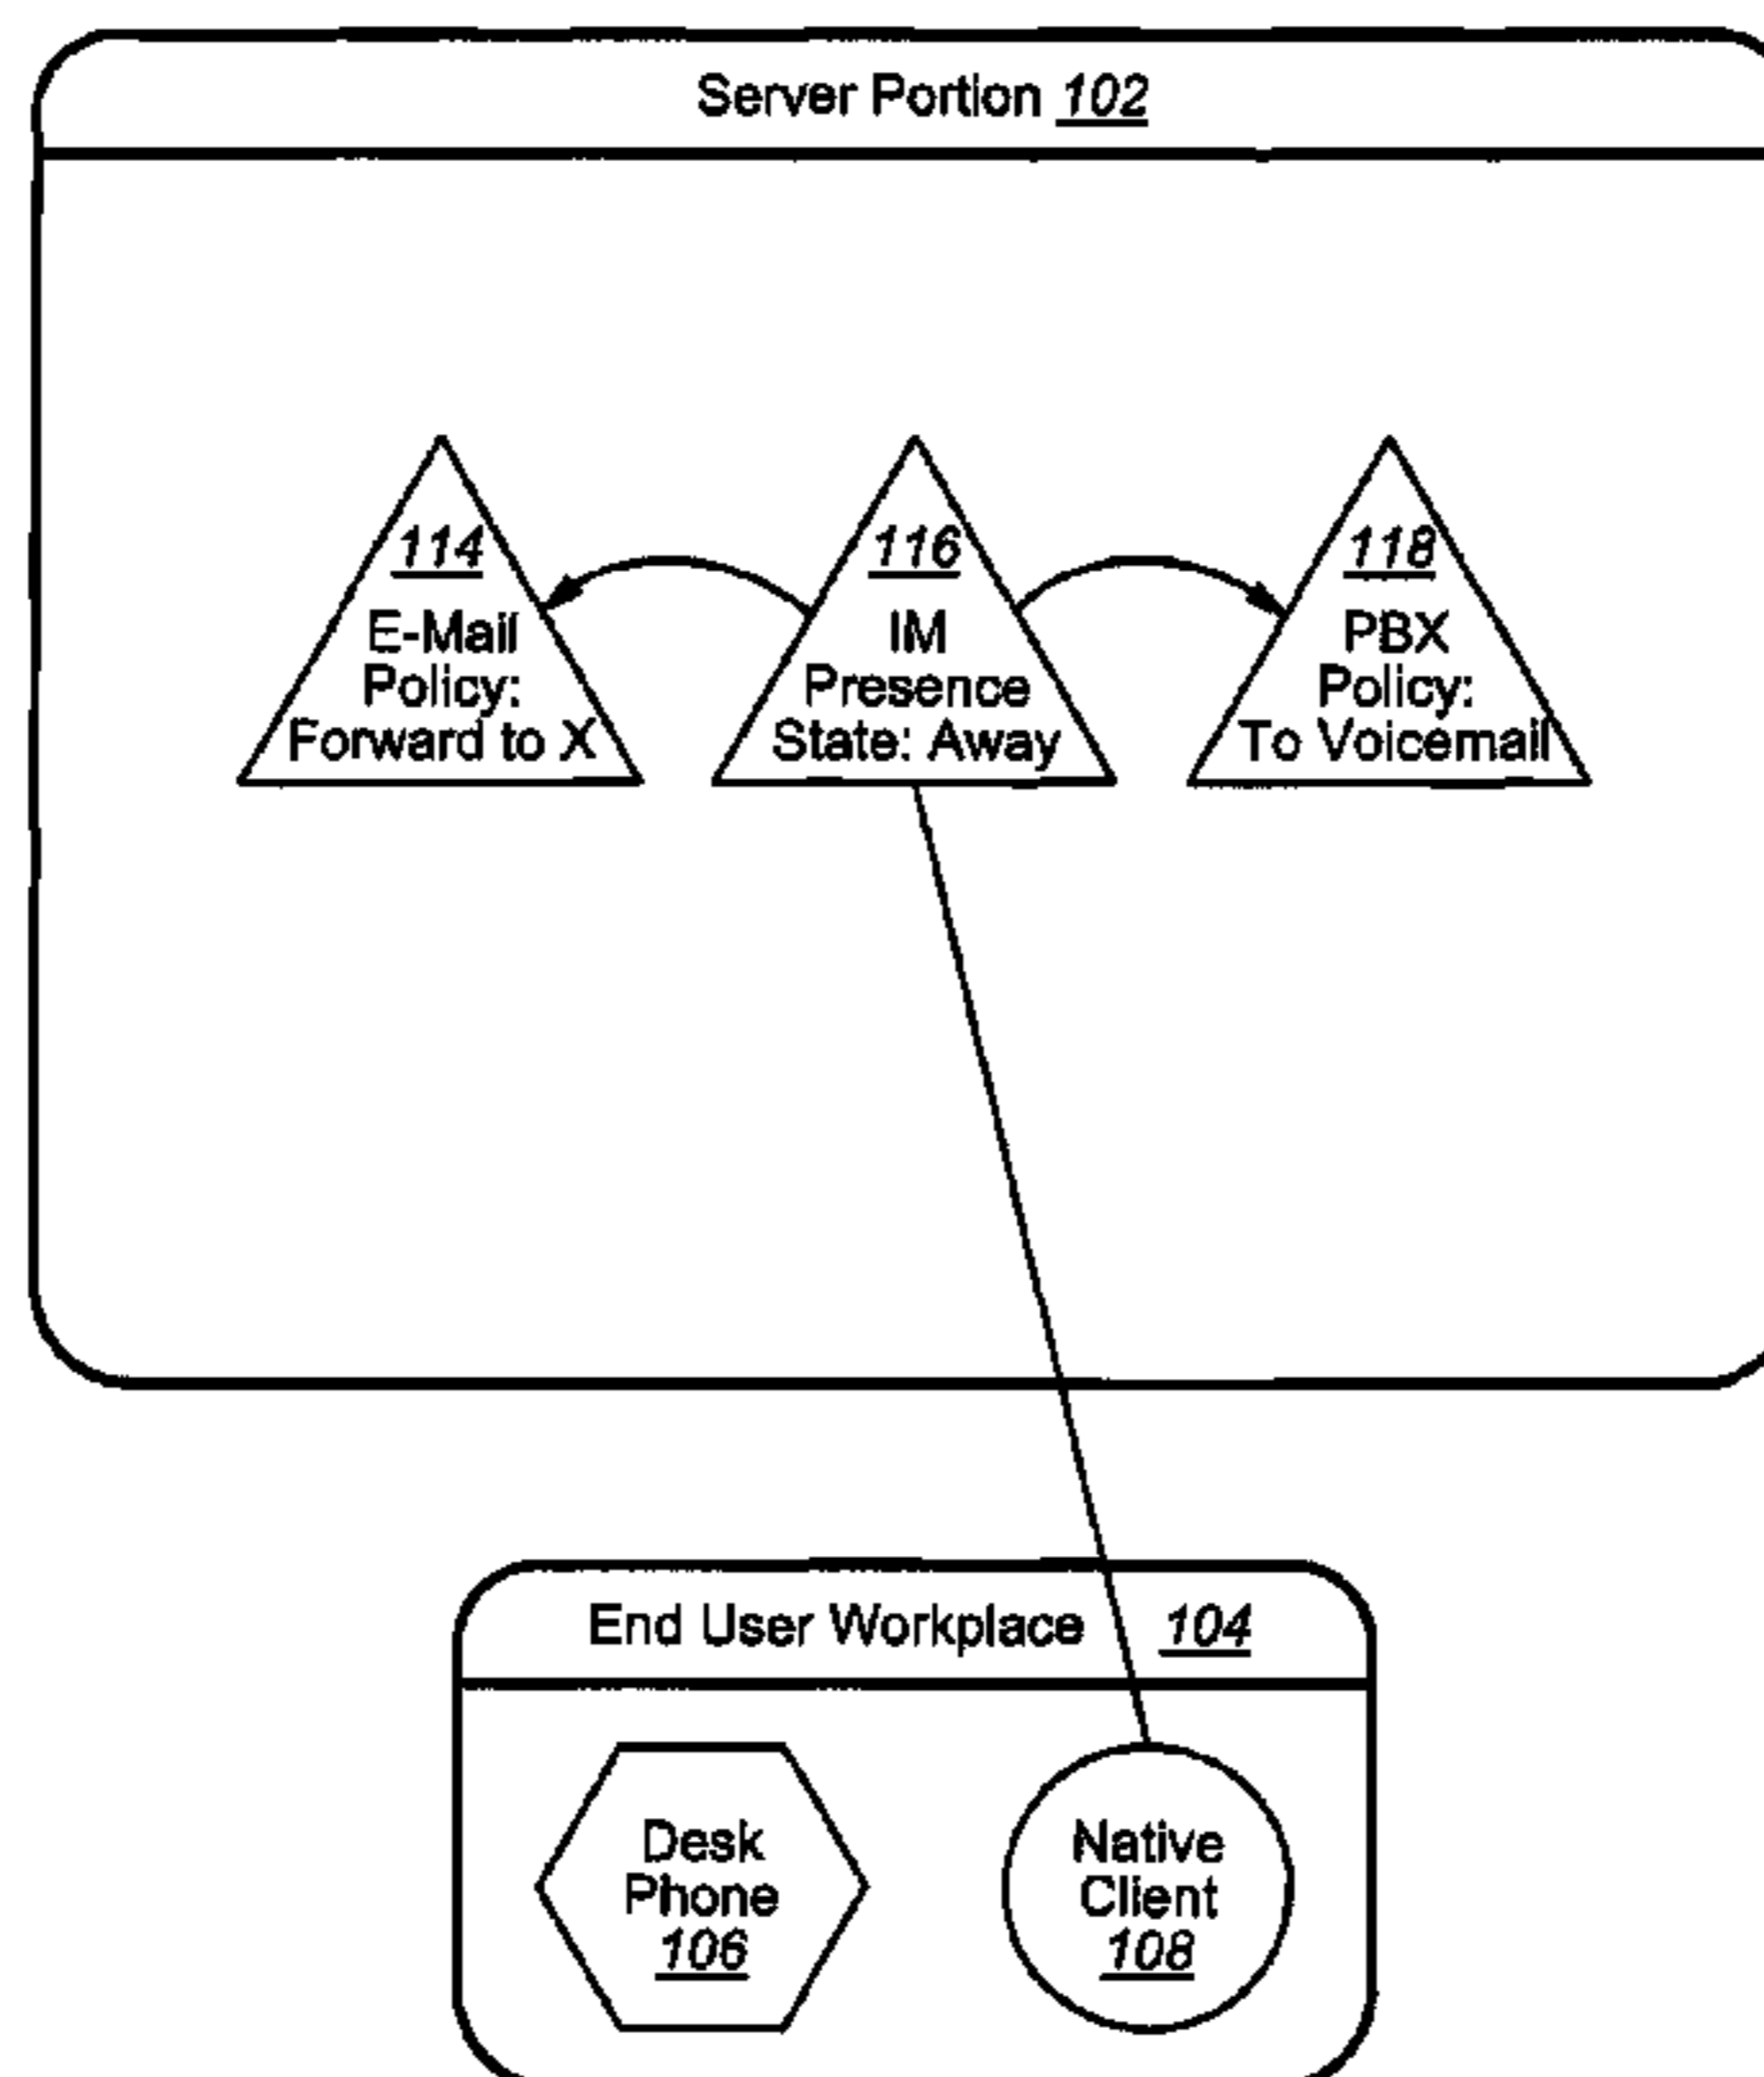 Server Portion 102
114
E-Mail
Policy:
Forward to X
116
IM
Presence
State: Away
118
PBX
Policy:
To Voicemail
End User Workplace 104
Desk
Phone
106
Native
Client
108